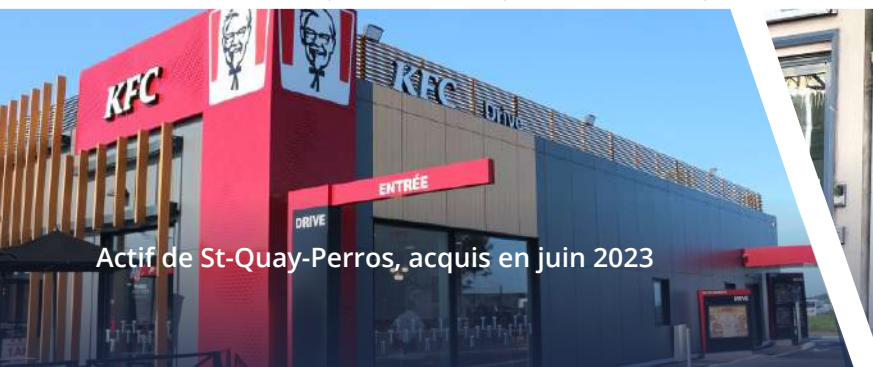 KFC
KFC Drive
ENTRÉE
DRIVE
Actif de St-Quay-Perros, acquis en juin 2023
DRIVE